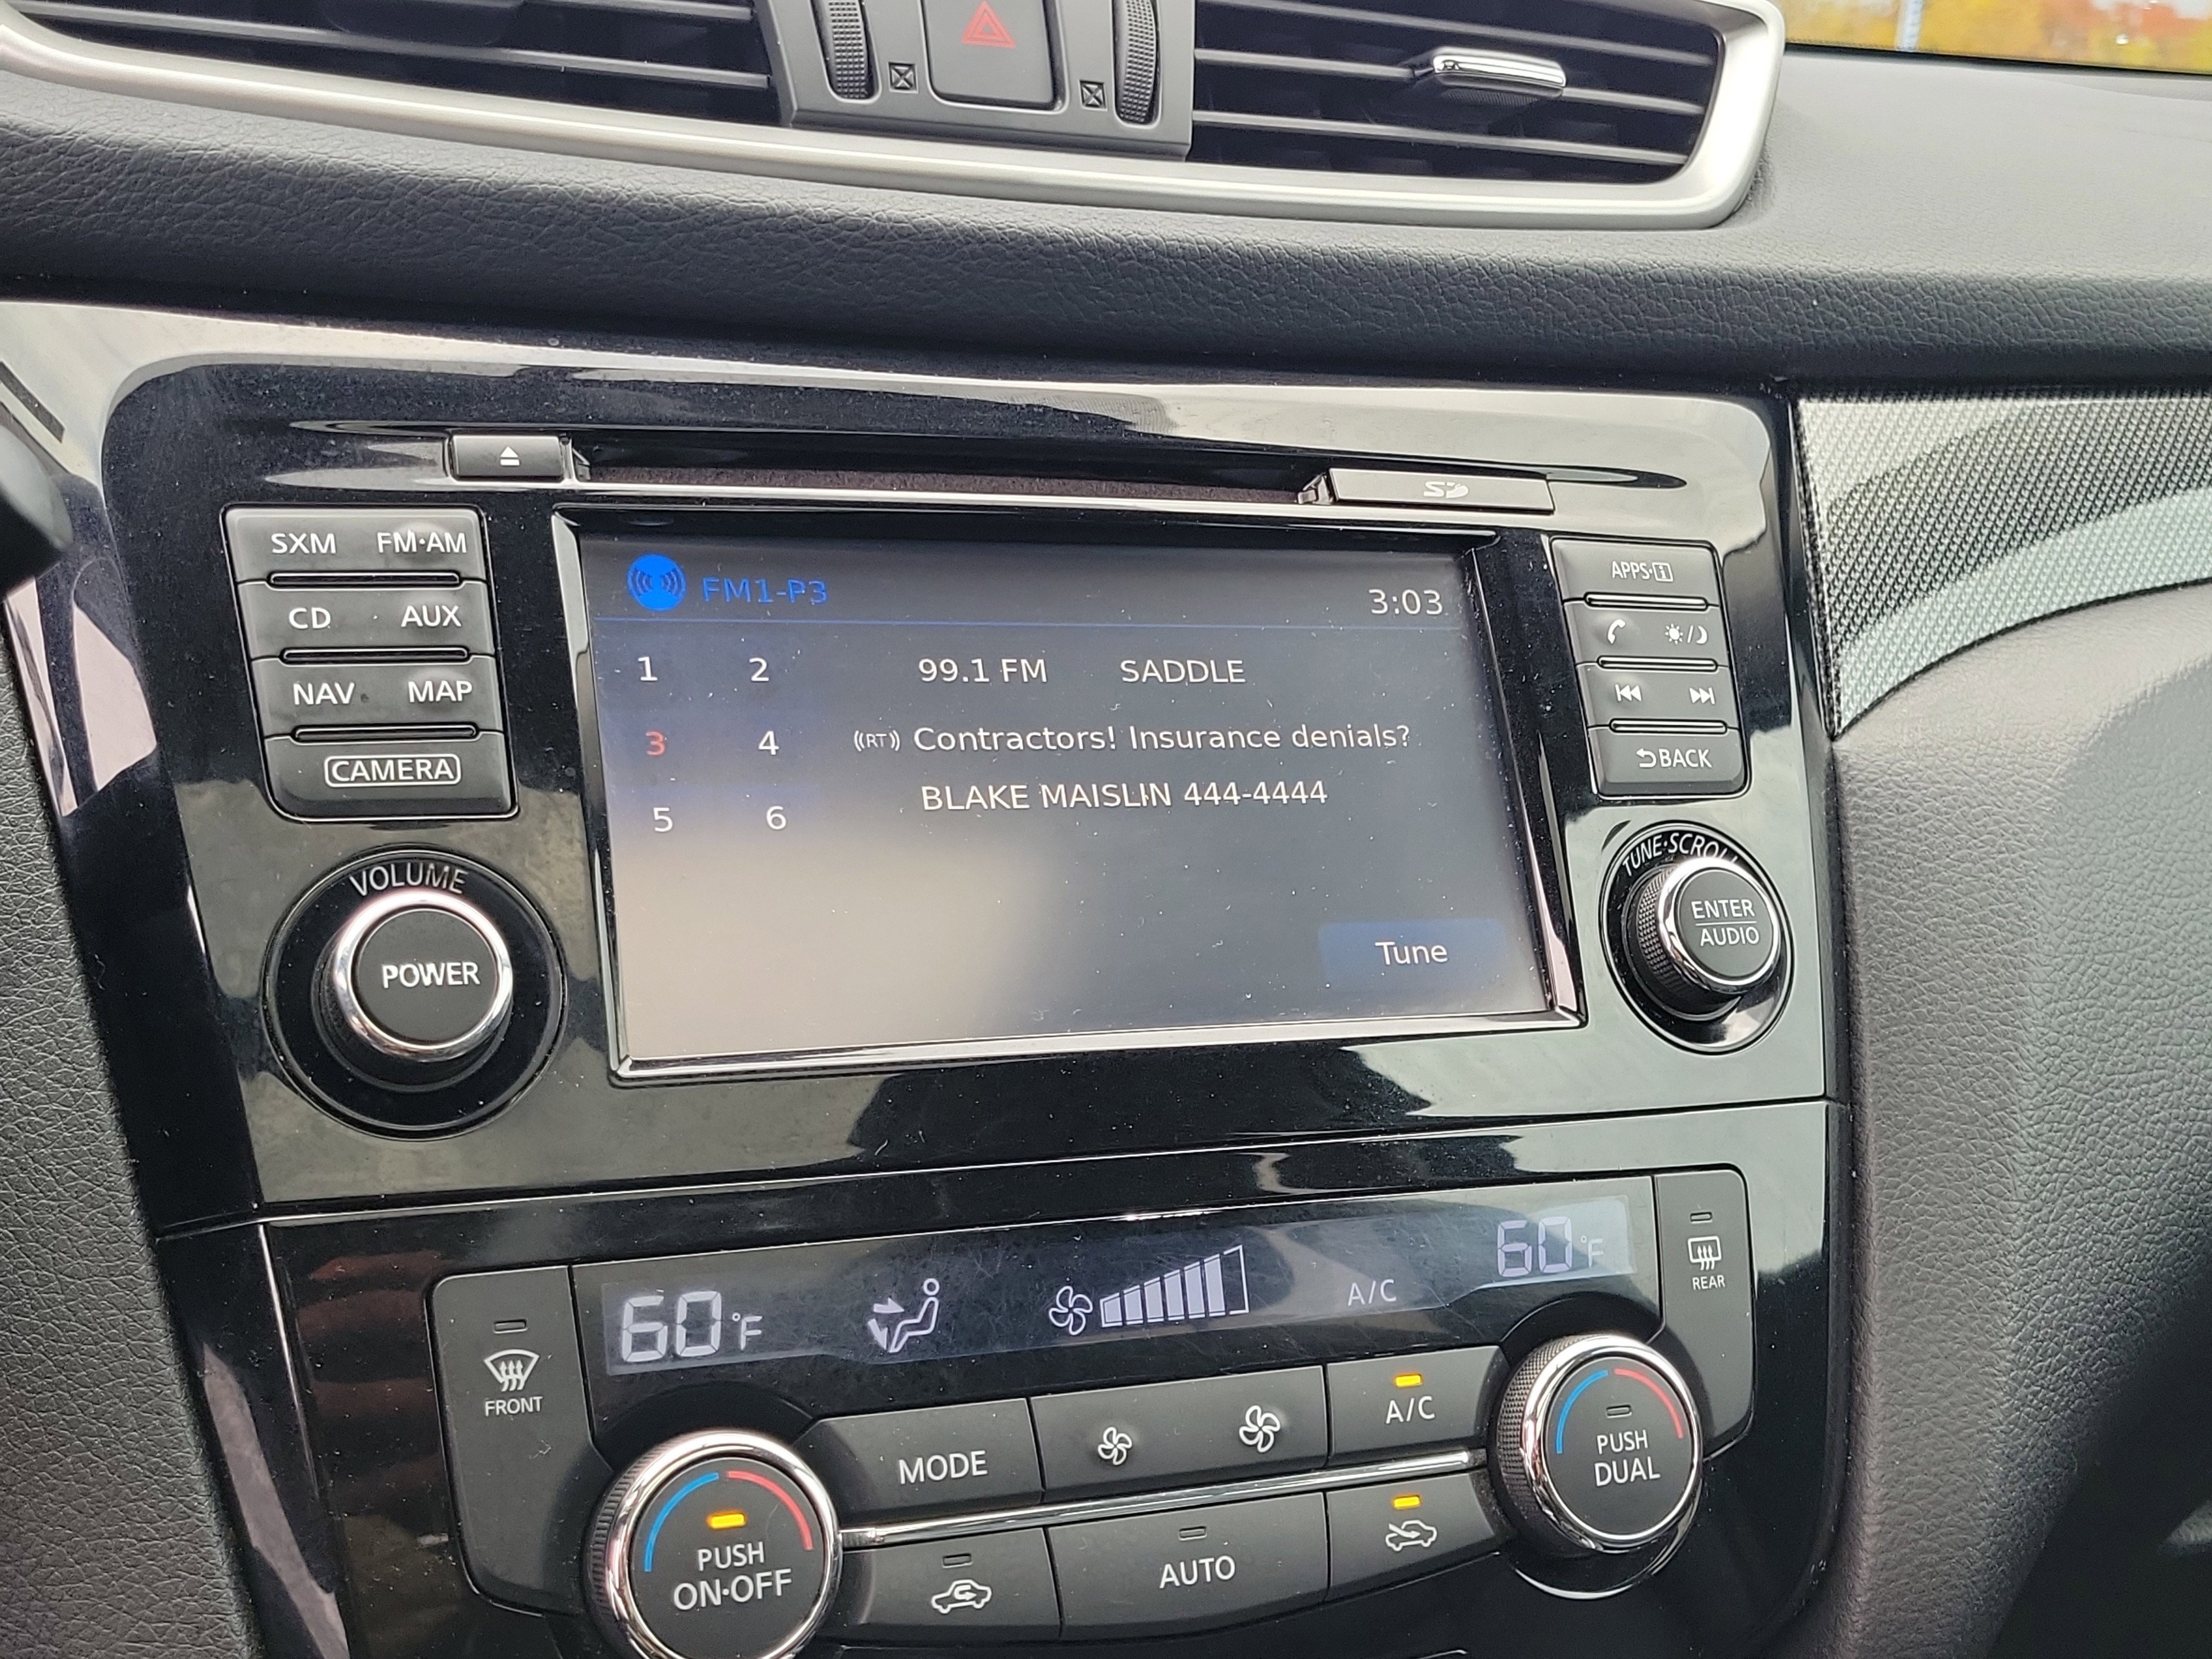 SD
SXM FM·AM
CD AUX
NAV MAP
CAMERA
VOLUME
POWER
FM1-P3 3:03
1 2 99.1 FM SADDLE
3 4 ((RT)) Contractors! Insurance denials?
5 6 BLAKE MAISLIN 444-4444
Tune
APPS·i
BACK
TUNE·SCROLL
ENTER
AUDIO
60°F A/C 60°F
FRONT
REAR
MODE A/C
PUSH
ON·OFF
AUTO
PUSH
DUAL